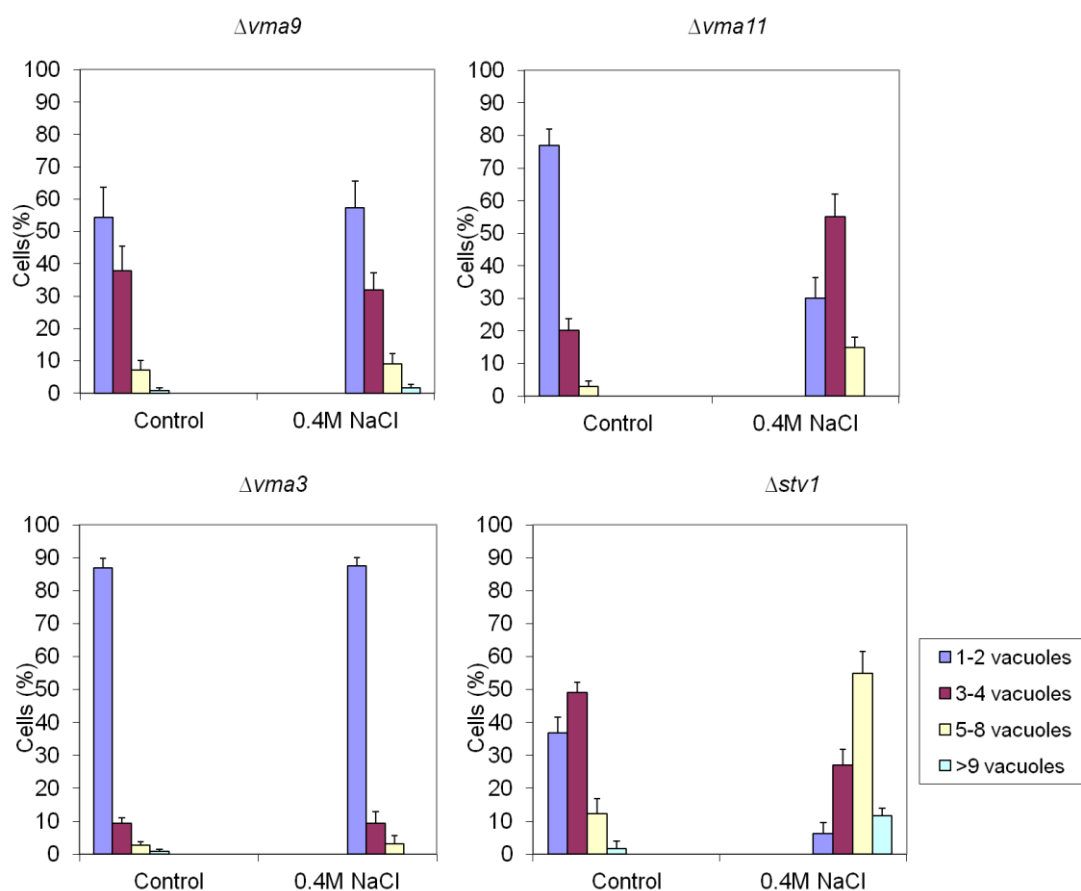 Δvma9
100
90
80
70
60
50
40
30
20
10
0
Cells(%)
Control 0.4M NaCl
Δvma11
100
90
80
70
60
50
40
30
20
10
0
Cells(%)
Control 0.4M NaCl
Δvma3
100
90
80
70
60
50
40
30
20
10
0
Cells (%)
Control 0.4M NaCl
Δstv1
100
90
80
70
60
50
40
30
20
10
0
Cells (%)
Control 0.4M NaCl
1-2 vacuoles
3-4 vacuoles
5-8 vacuoles
>9 vacuoles